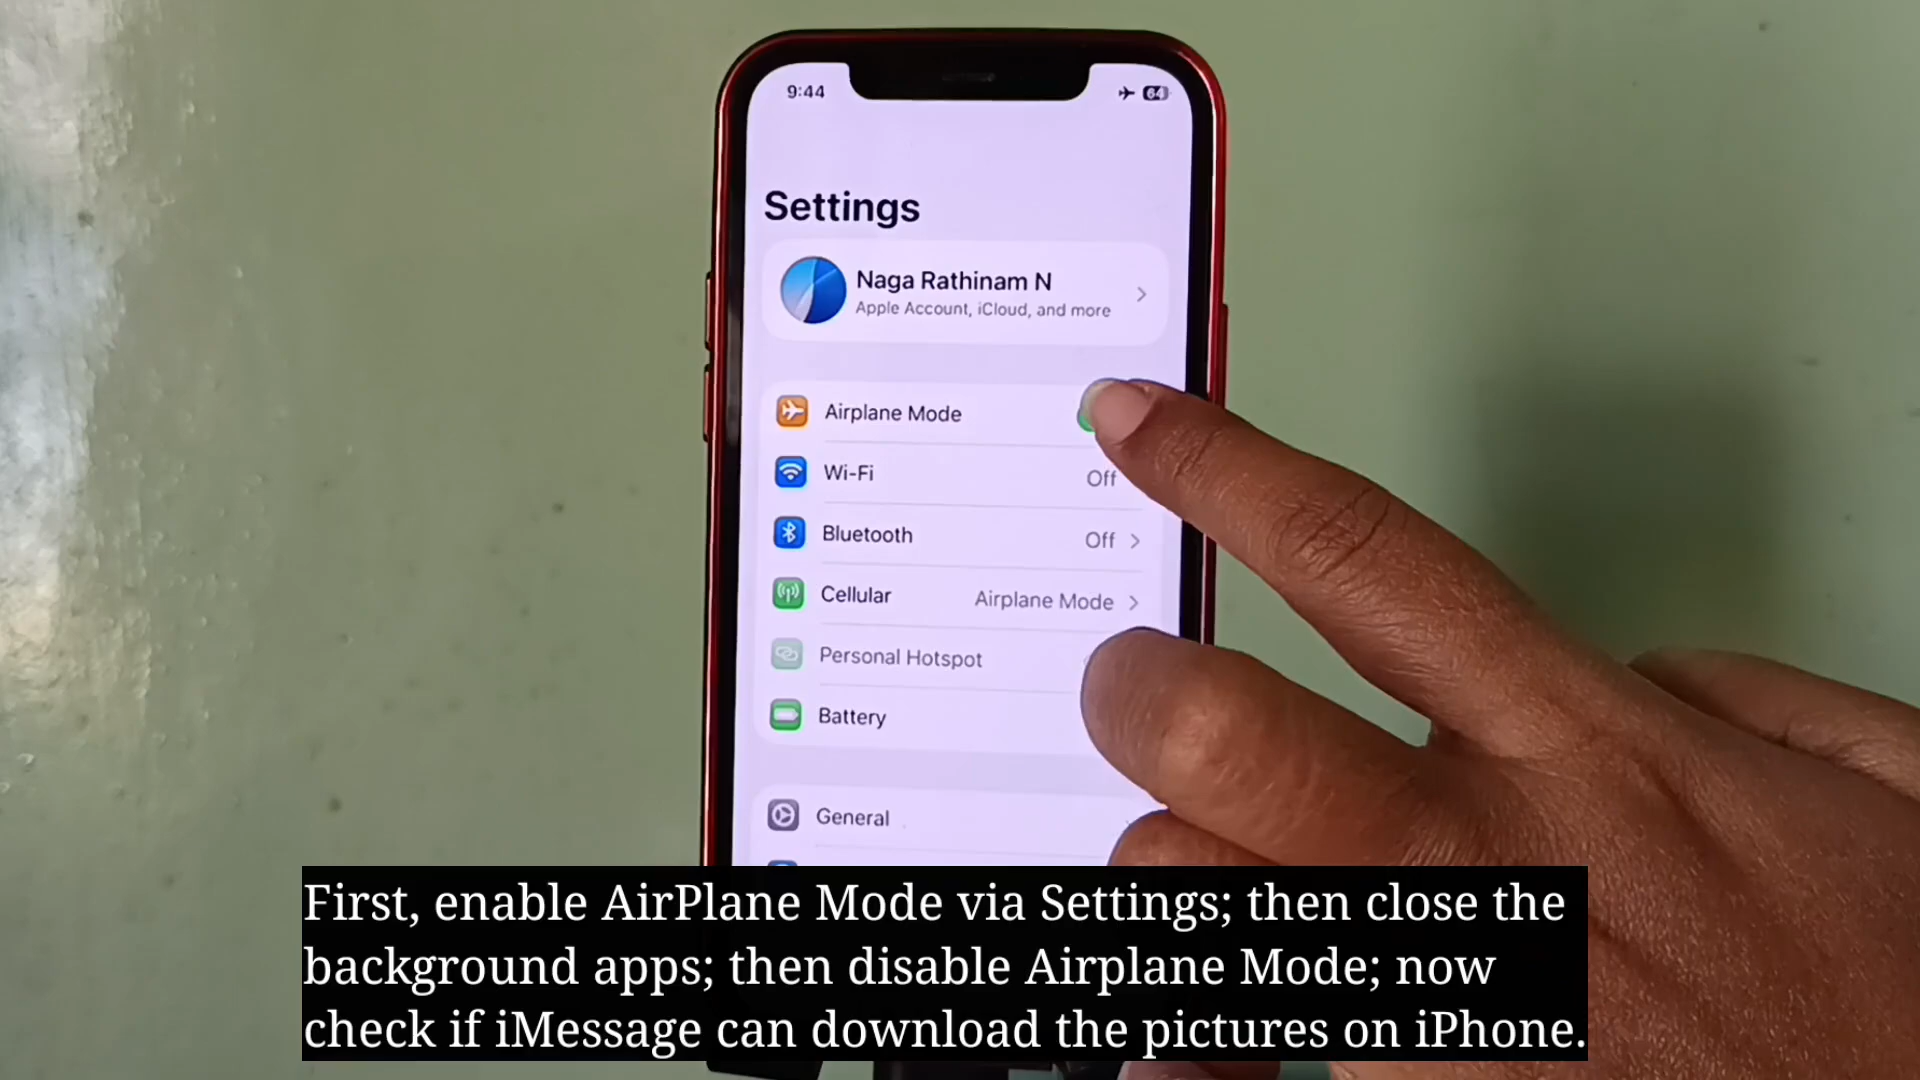 9:44
64
Settings
Naga Rathinam N
Apple Account, iCloud, and more
Airplane Mode
Wi-Fi
Off
Bluetooth
Off
Cellular
Airplane Mode
Personal Hotspot
Battery
General
First, enable AirPlane Mode via Settings; then close the
background apps; then disable Airplane Mode; now
check if iMessage can download the pictures on iPhone.